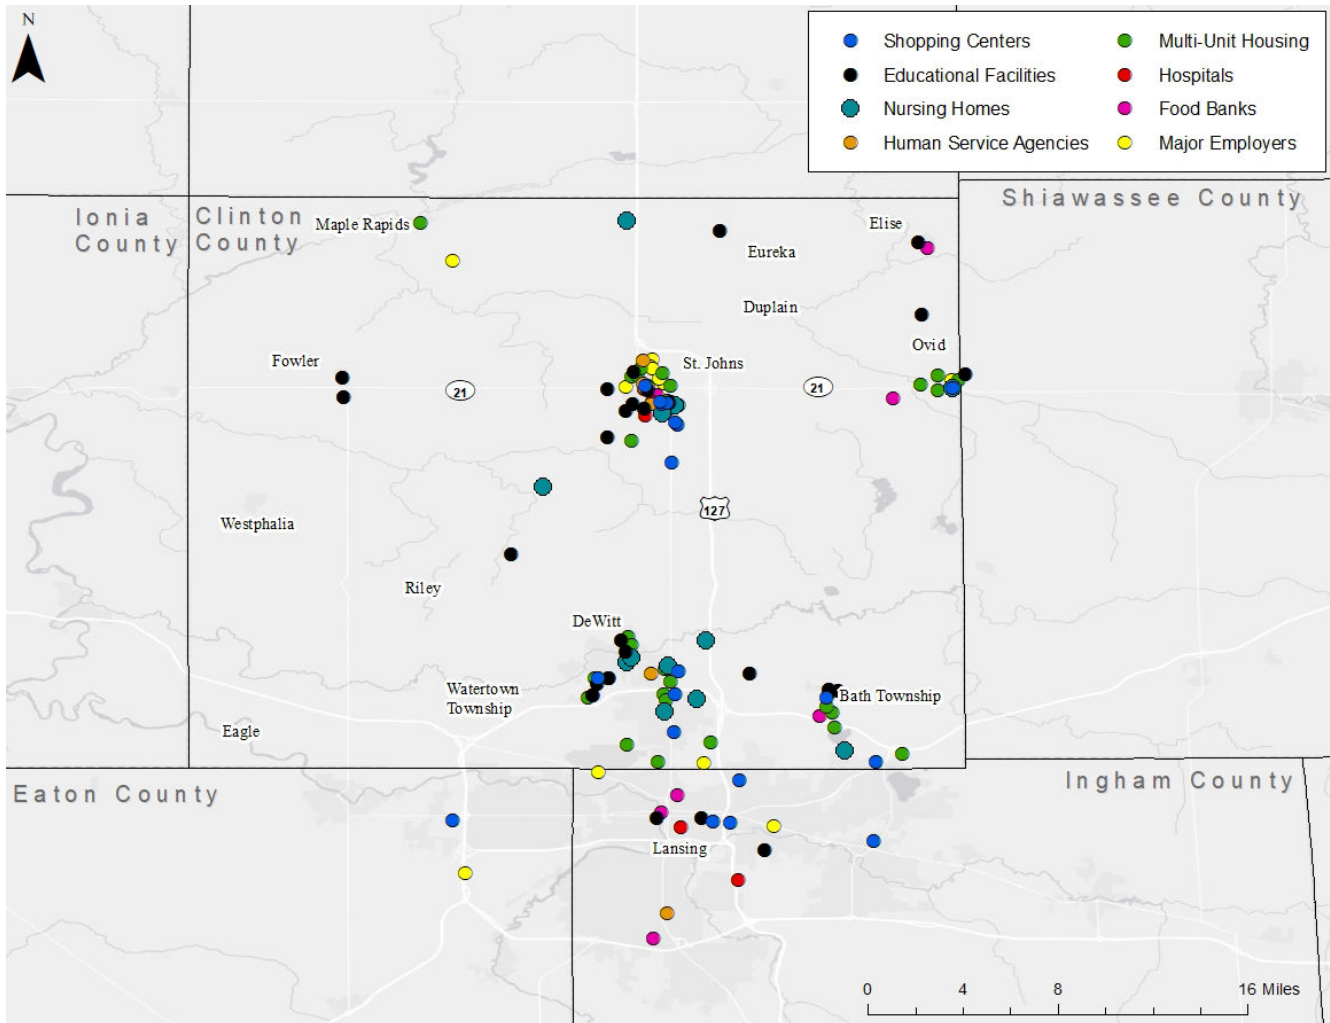 N
Shopping Centers
Multi-Unit Housing
Educational Facilities
Hospitals
Nursing Homes
Food Banks
Human Service Agencies
Major Employers
Ionia
County
Clinton
County
Shiawassee County
Maple Rapids
Elise
Eureka
Duplain
Ovid
Fowler
St. Johns
21
21
127
Westphalia
Riley
DeWitt
Watertown
Township
Bath Township
Eagle
Eaton County
Ingham County
Lansing
0 4 8 16 Miles